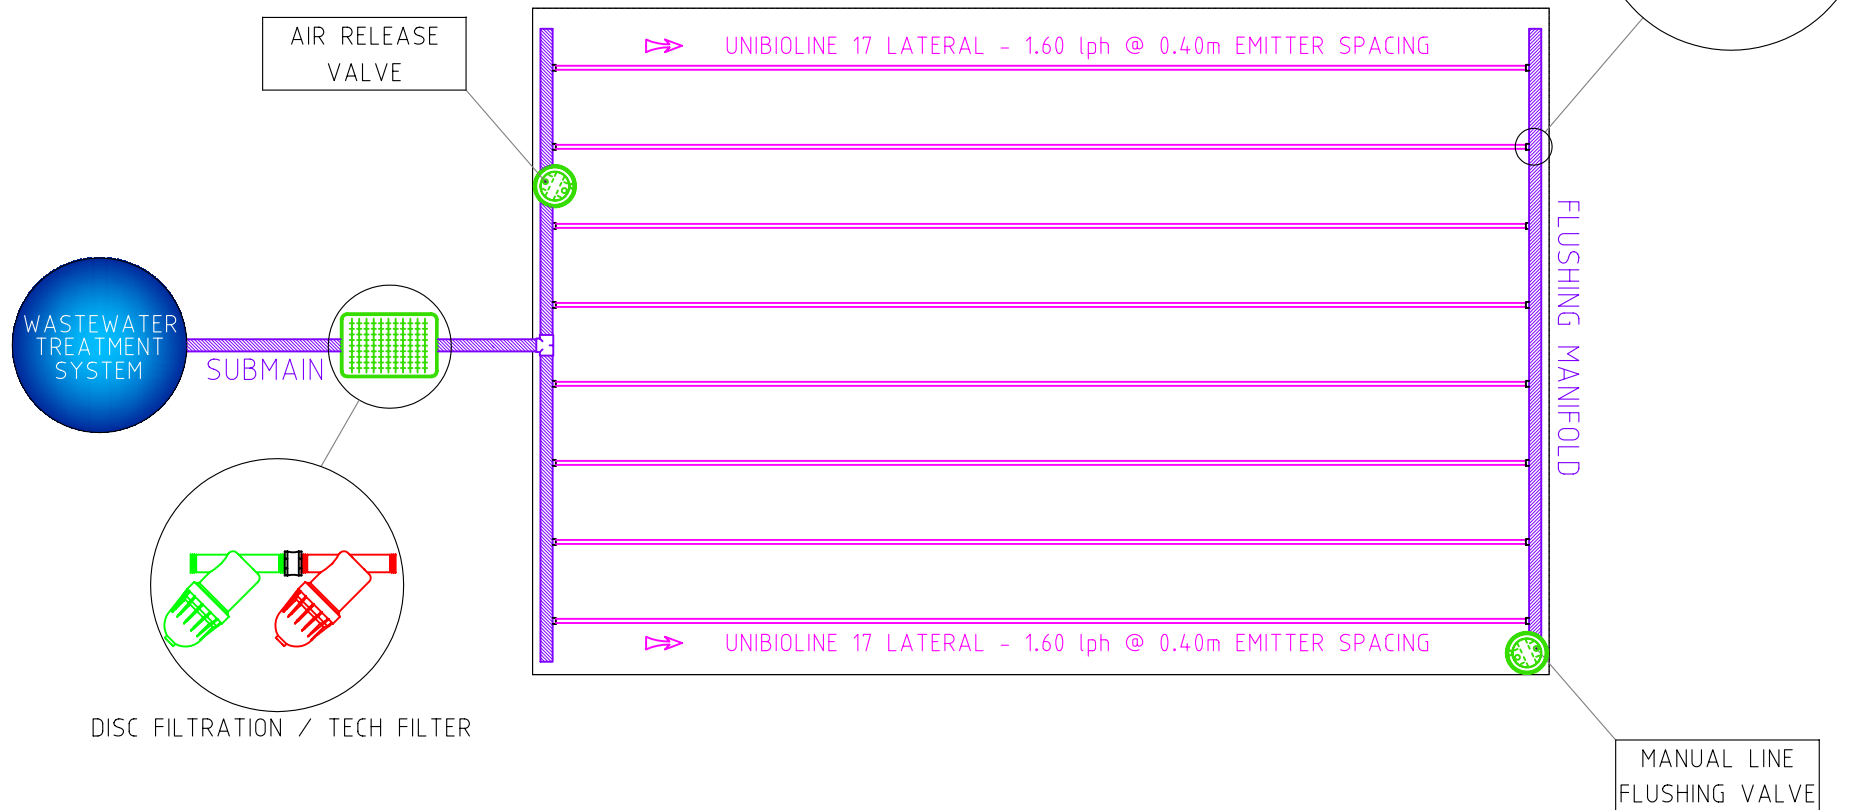 AIR RELEASE
VALVE
UNIBIOLINE 17 LATERAL - 1.60 lph @ 0.40m EMITTER SPACING
FLUSHING MANIFOLD
WASTEWATER
TREATMENT
SYSTEM
SUBMAIN
UNIBIOLINE 17 LATERAL - 1.60 lph @ 0.40m EMITTER SPACING
DISC FILTRATION / TECH FILTER
MANUAL LINE
FLUSHING VALVE